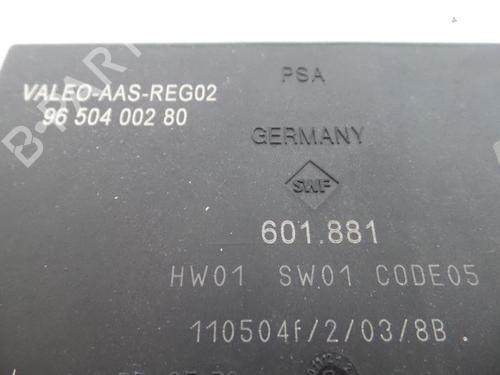 VALEO-AAS-REG02
96 504 002 80
PSA
GERMANY
SWF
601.881
HW01 SW01 CODE05
110504f/2/03/8B